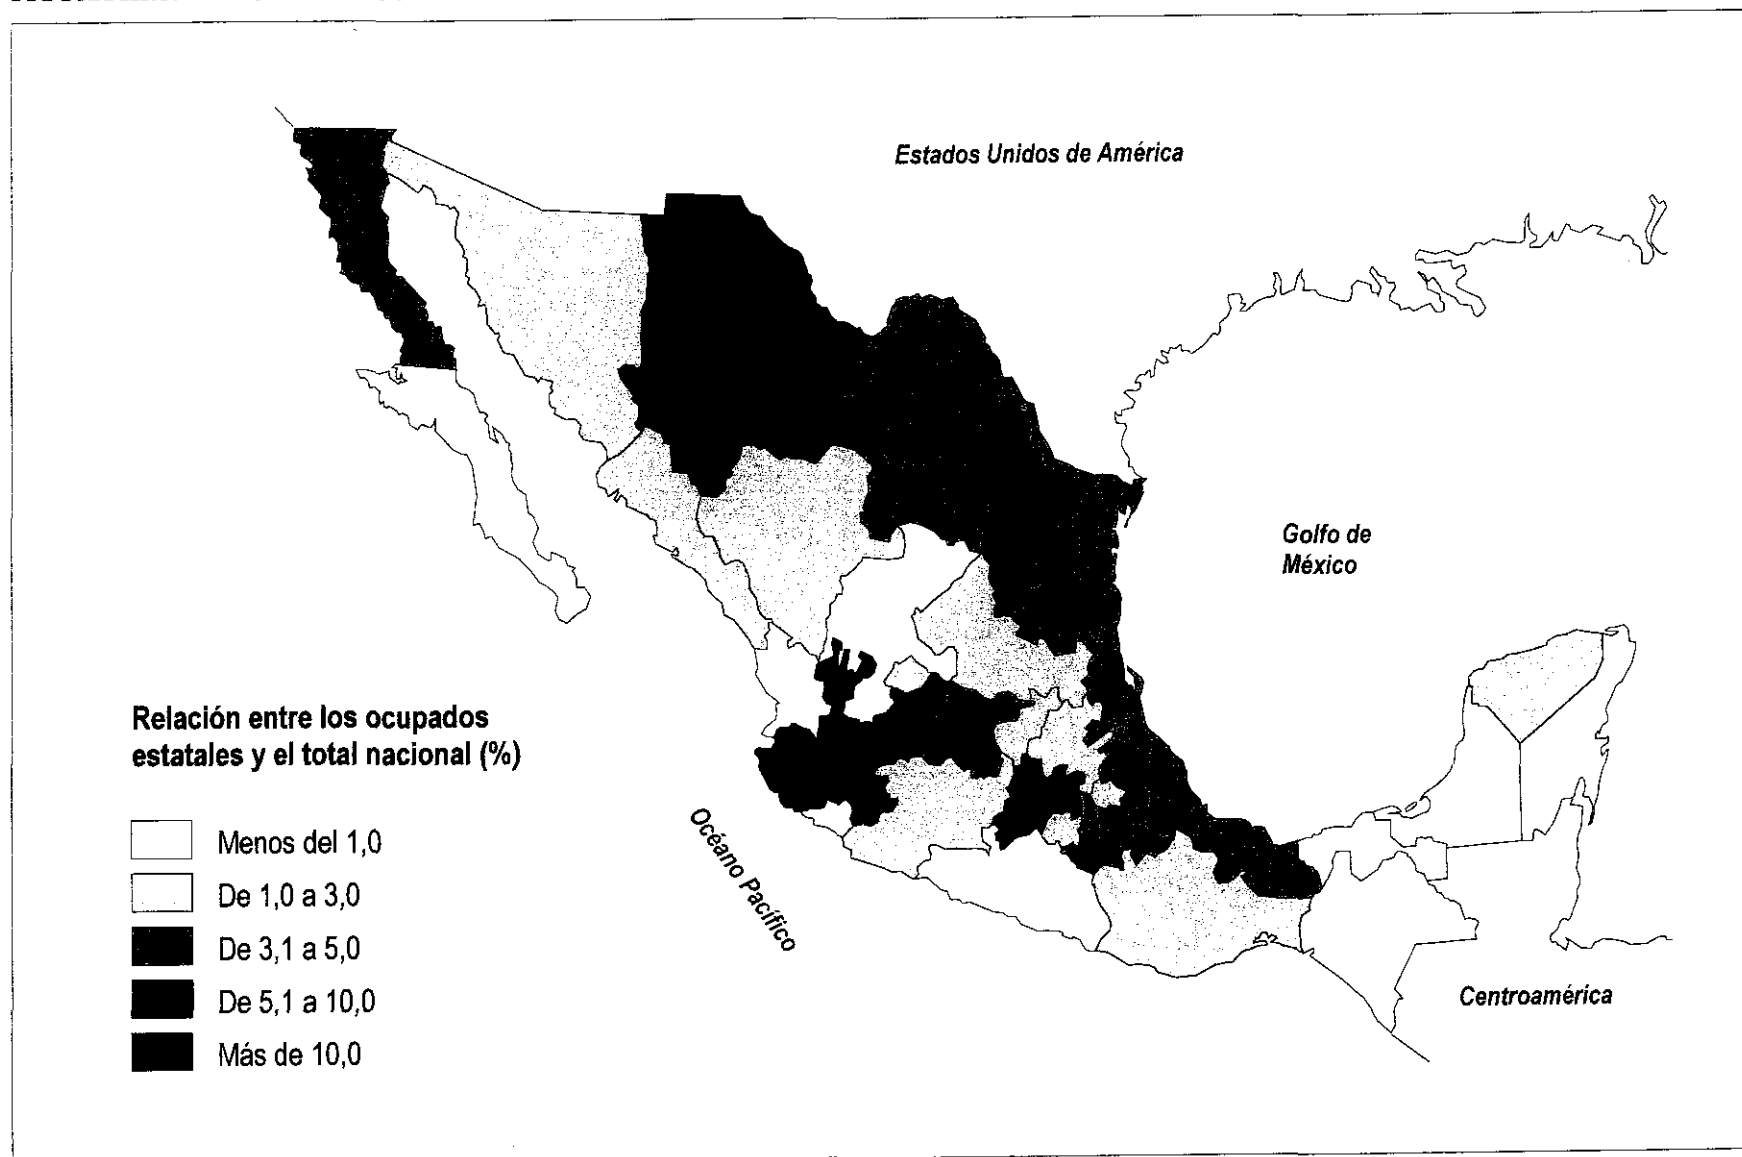 Estados Unidos de América
Golfo de
México
Relación entre los ocupados
estatales y el total nacional (%)
Menos del 1,0
De 1,0 a 3,0
De 3,1 a 5,0
De 5,1 a 10,0
Más de 10,0
Océano Pacífico
Centroamérica